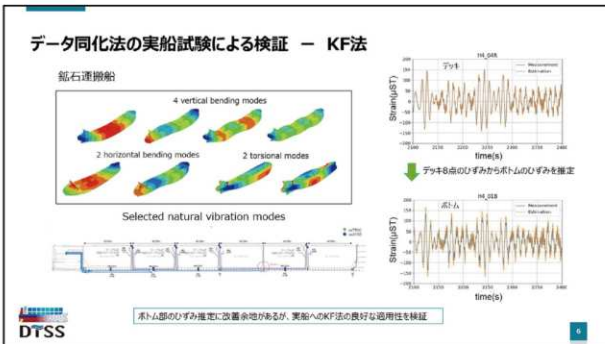 データ同化法の実船試験による検証 － KF法
鉱石運搬船
4 vertical bending modes
2 horizontal bending modes
2 torsional modes
Selected natural vibration modes
デッキ
Measurement
Estimation
Strain(μST)
time(s)
デッキ8点のひずみからボトムのひずみを推定
ボトム
Measurement
Estimation
Strain(μST)
time(s)
ボトム部のひずみ推定に改善余地があるが、実船へのKF法の良好な適用性を検証
DTSS
6